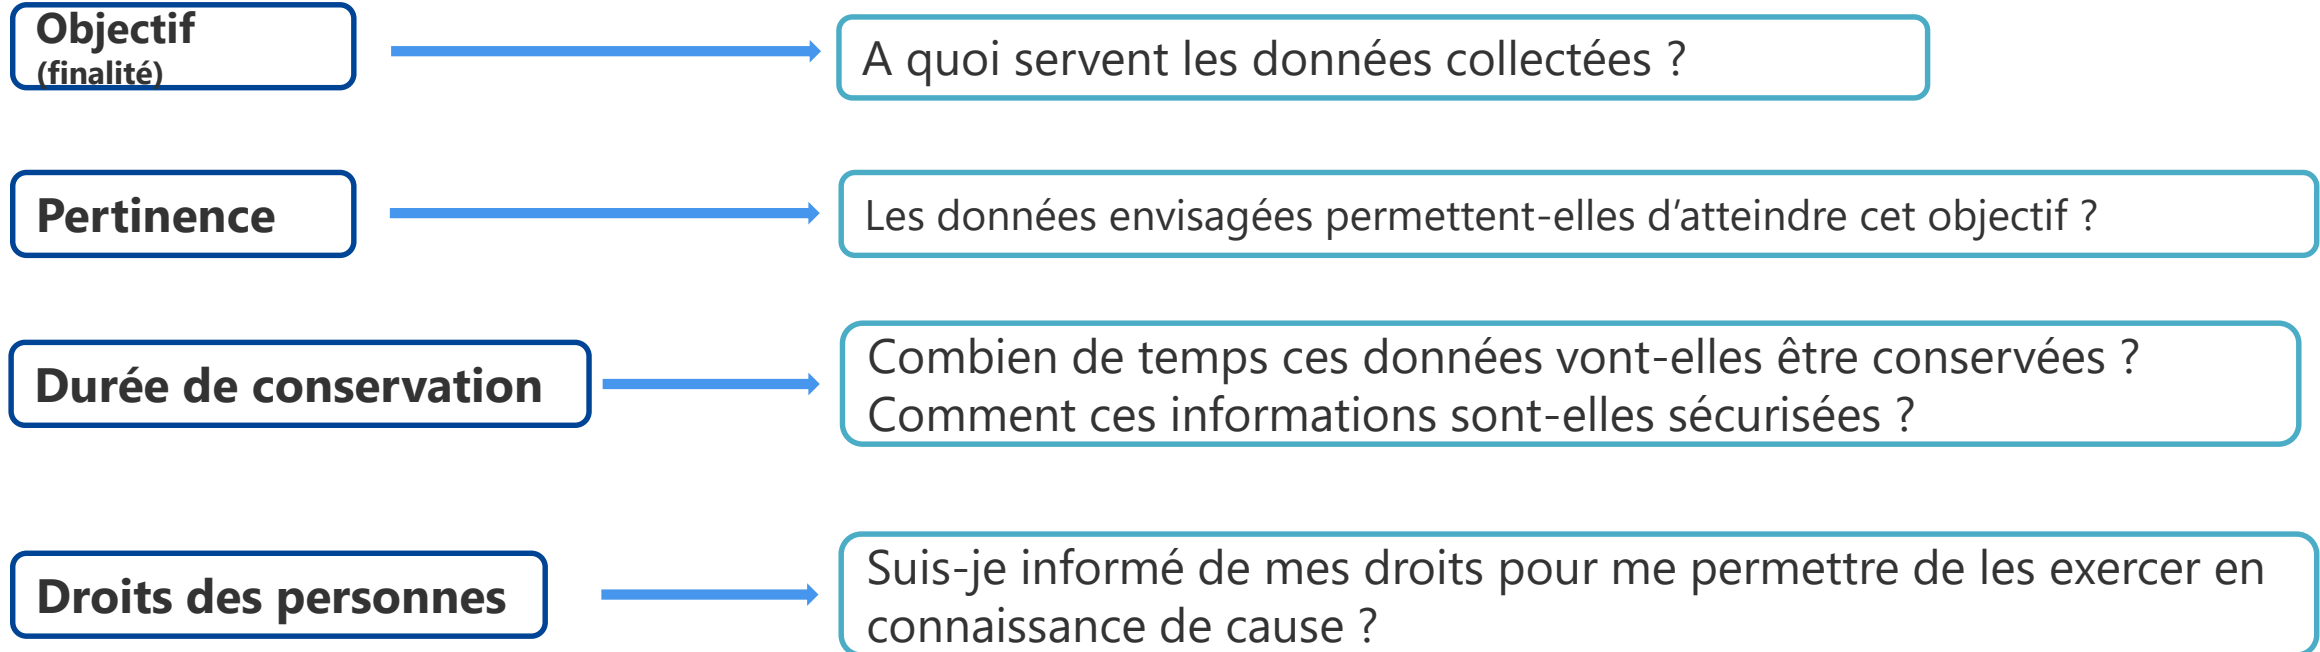 Objectif
(finalité)
A quoi servent les données collectées ?
Pertinence
Les données envisagées permettent-elles d’atteindre cet objectif ?
Durée de conservation
Combien de temps ces données vont-elles être conservées ?
Comment ces informations sont-elles sécurisées ?
Droits des personnes
Suis-je informé de mes droits pour me permettre de les exercer en
connaissance de cause ?